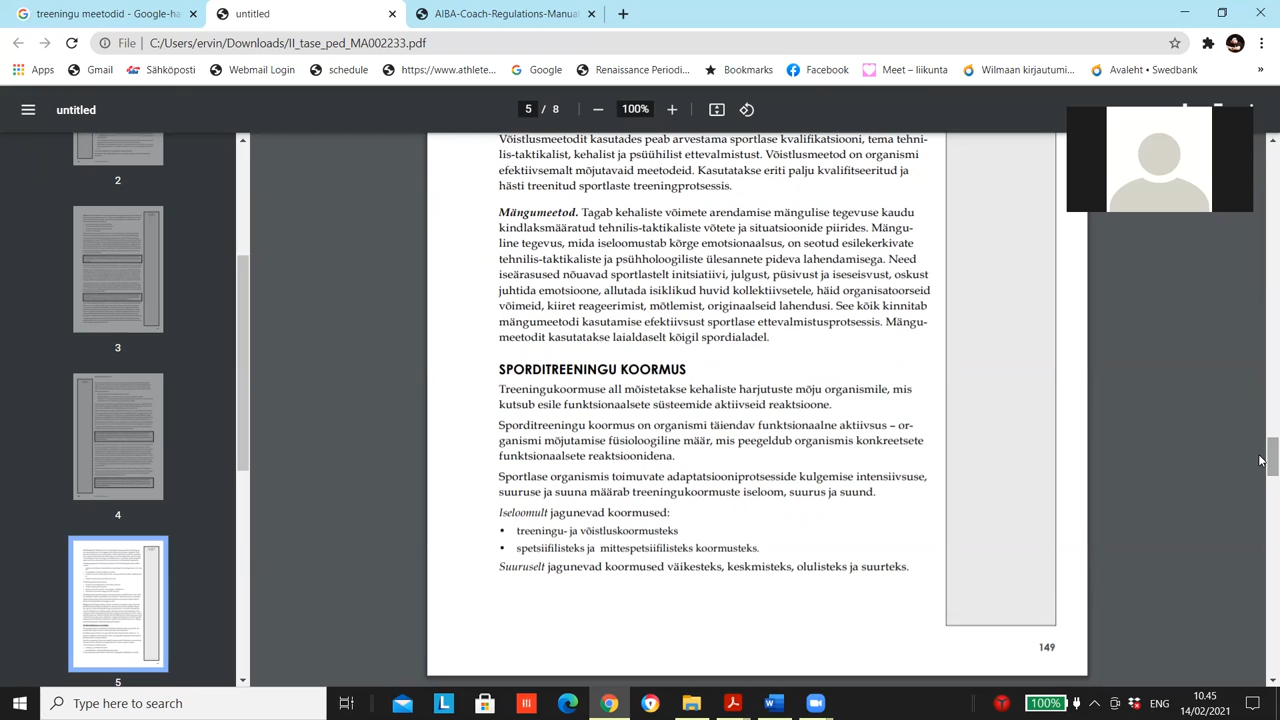 treeningu meetodid - Google-ha
untitled
AIBA-Coach-Regulations-Manual
File
C:/Users/ervin/Downloads/II_tase_ped_MA002233.pdf
Apps
Gmail
Sähköposti
Webmail Login
schedule
https://www.athlete...
Google
Renaissance Periodi...
Bookmarks
Facebook
Meet – liikunta
Wilmaan kirjautumi...
Avaleht • Swedbank
»
untitled
5 / 8
100%
2
3
4
5
Võistlusmeetodit kasutades peab arvestama sportlase kvalifikatsiooni, tema tehni-
lis-taktikalist, kehalist ja psüühilist ettevalmistust. Võistlusmeetod on organismi
efektiivsemalt mõjutavaid meetodeid. Kasutatakse eriti palju kvalifitseeritud ja
hästi treenitud sportlaste treeningprotsessis.
Mängumeetod. Tagab kehaliste võimete arendamise mängulise tegevuse kaudu
kindlaksmääratud tehnilis-taktikaliste võtete ja situatsioonide piirides. Mängu-
line tegevus, mida iseloomustab kõrge emotsionaalsus, on seotud esilekerkivate
tehnilis-taktikaliste ja psühholoogiliste ülesannete pideva lahendamisega. Need
iseärasused nõuavad sportlastelt initsiatiivi, julgust, püsivust ja iseseisvust, oskust
juhtida emotsioone, allutada isiklikud huvid kollektiivsetele, häid organisatoorseid
võimeid, kiiret reageerimist, mõtlemist, originaalseid lahendusi. See kõik kinnitab
mängumeetodi kasutamise efektiivsust sportlase ettevalmistusprotsessis. Mängu-
meetodit kasutatakse laialdaselt kõigil spordialadel.
SPORDITREENINGU KOORMUS
Treeningukoormuse all mõistetakse kehaliste harjutuste mõju organismile, mis
kutsub esile funktsionaalsete süsteemide aktiivseid reaktsioone.
Sporditreeningu koormus on organismi täiendav funktsionaalne aktiivsus – or-
ganismi mõjutamise füsioloogiline määr, mis peegeldub organismis konkreetsete
funktsionaalsete reaktsioonidena.
Sportlase organismis toimuvate adaptatsiooniprotsesside kulgemise intensiivsuse,
suuruse ja suuna määrab treeningukoormuste iseloom, suurus ja suund.
Iseloomult jagunevad koormused:
• treeningu- ja võistluskoormusteks
• spetsiifilisteks ja mittespetsiifilisteks koormusteks.
Suuruselt jagunevad koormused väikesteks, keskmisteks, olulisteks ja suurteks.
149
Type here to search
100%
ENG
10.45
14/02/2021